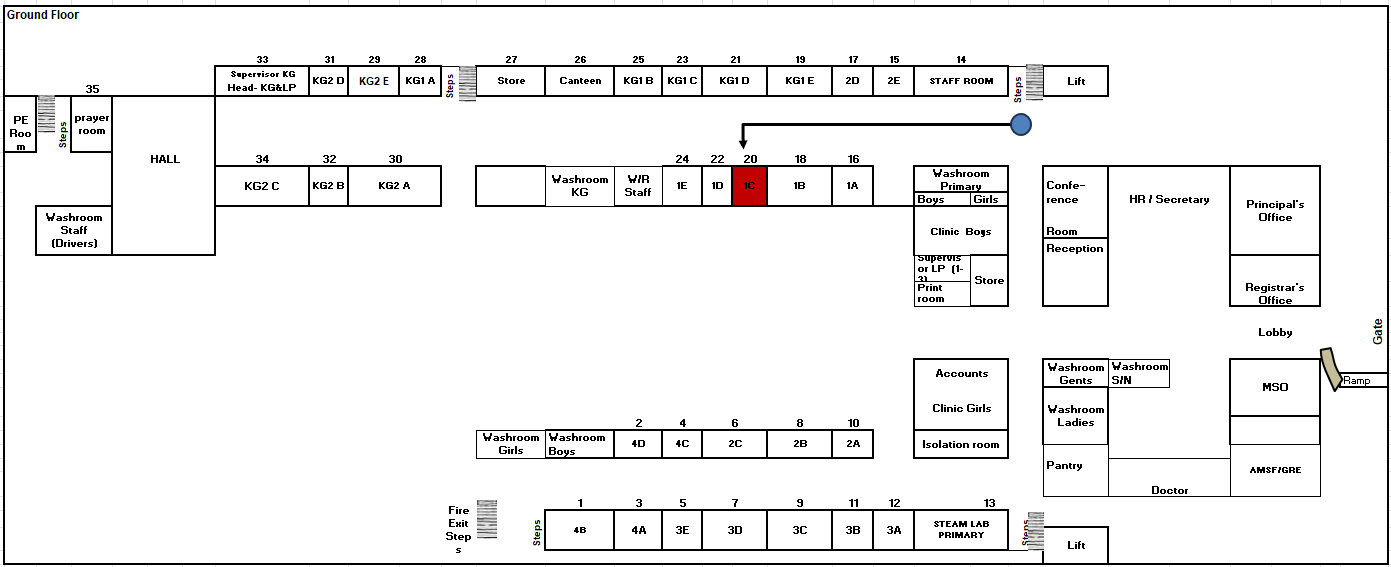 Ground Floor
33 31 29 28 27 26 25 23 21 19 17 15 14
Supervisor KG
Head- KG&LP
KG2 D
KG2 E
KG1 A
Steps
Store
Canteen
KG1 B
KG1 C
KG1 D
KG1 E
2D
2E
STAFF ROOM
Steps
Lift
PE
Roo
m
Steps
35
prayer
room
HALL
34 32 30
KG2 C
KG2 B
KG2 A
Washroom
Staff
(Drivers)
24 22 20 18 16
Washroom
KG
W/R
Staff
1E
1D
1C
1B
1A
Washroom
Primary
Boys
Girls
Clinic Boys
Supervis
or LP (1-
3)
Print
room
Store
Confe-
rence
Room
Reception
HR / Secretary
Principal's
Office
Registrar's
Office
Lobby
Gate
Ramp
Accounts
Clinic Girls
Isolation room
Washroom
Gents
Washroom
S/N
Washroom
Ladies
Pantry
Doctor
MSO
AMSF/GRE
2 4 6 8 10
Washroom
Girls
Washroom
Boys
4D
4C
2C
2B
2A
Fire
Exit
Step
s
Steps
1 3 5 7 9 11 12 13
4B
4A
3E
3D
3C
3B
3A
STEAM LAB
PRIMARY
Steps
Lift